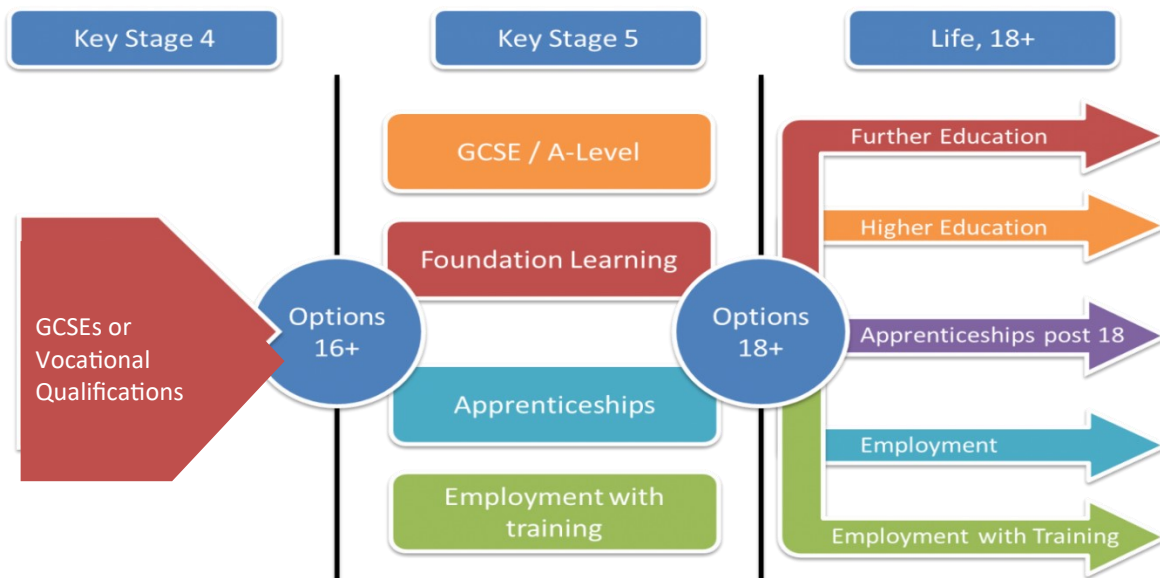 Key Stage 4
Key Stage 5
Life, 18+
GCSEs or
Vocational
Qualifications
Options
16+
GCSE / A-Level
Foundation Learning
Apprenticeships
Employment with
training
Options
18+
Further Education
Higher Education
Apprenticeships post 18
Employment
Employment with Training